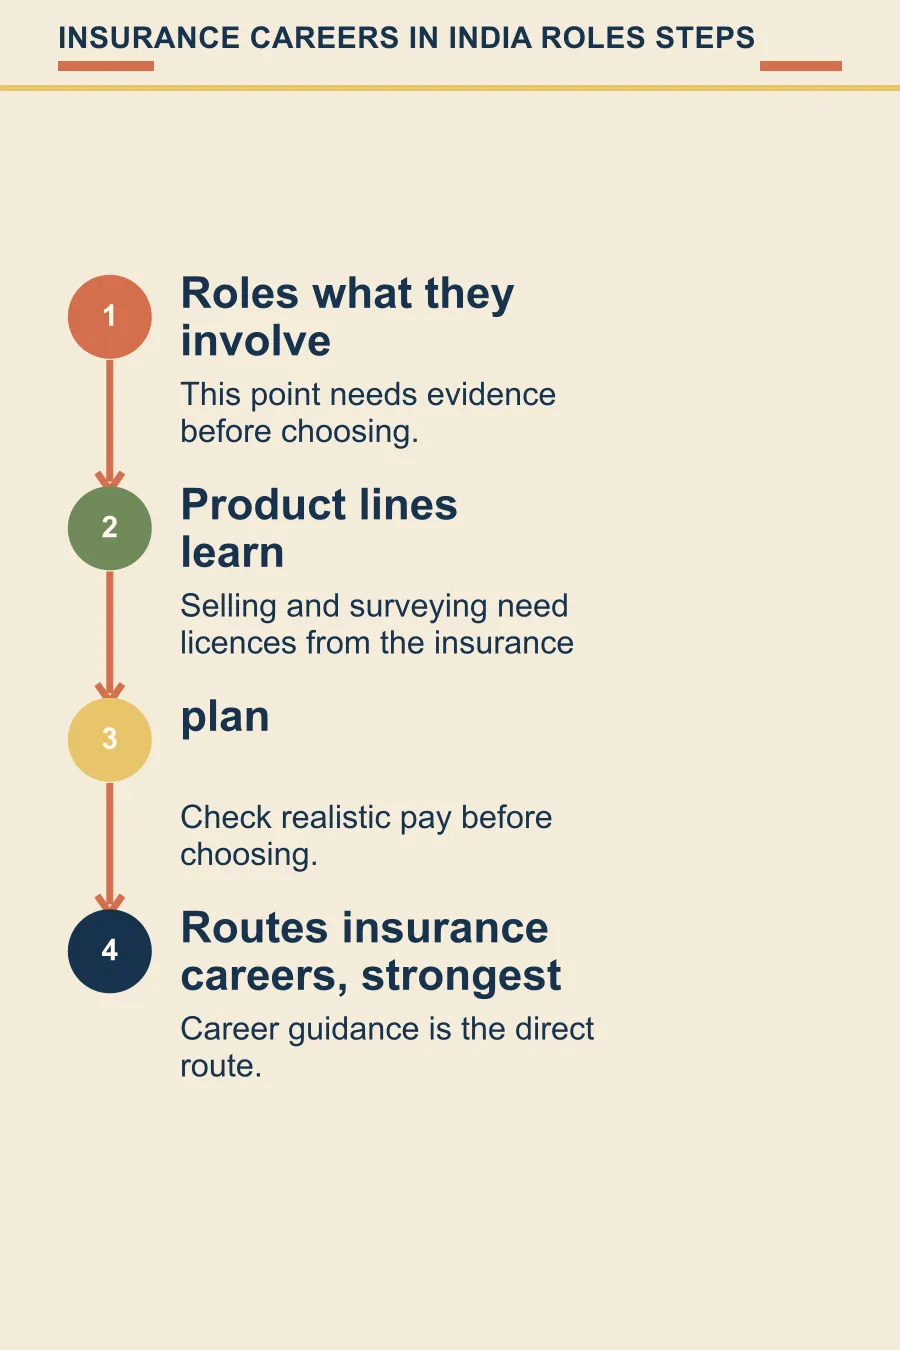 INSURANCE CAREERS IN INDIA ROLES STEPS
1
Roles what they
involve
This point needs evidence
before choosing.
2
Product lines
learn
Selling and surveying need
licences from the insurance
3
plan
Check realistic pay before
choosing.
4
Routes insurance
careers, strongest
Career guidance is the direct
route.